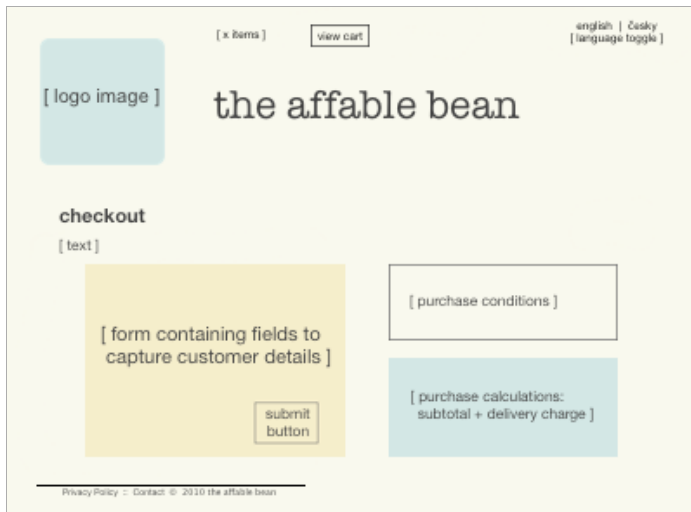 [ x items ]
view cart
english | česky
[ language toggle ]
[ logo image ]
the affable bean
checkout
[ text ]
[ form containing fields to
capture customer details ]
submit
button
[ purchase conditions ]
[ purchase calculations:
subtotal + delivery charge ]
Privacy Policy :: Contact © 2010 the affable bean